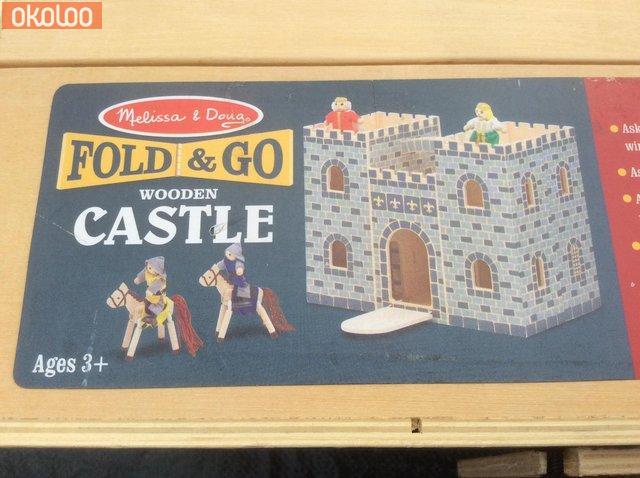 OKOLOO
Melissa & Doug
FOLD & GO
WOODEN
CASTLE
Ages 3+